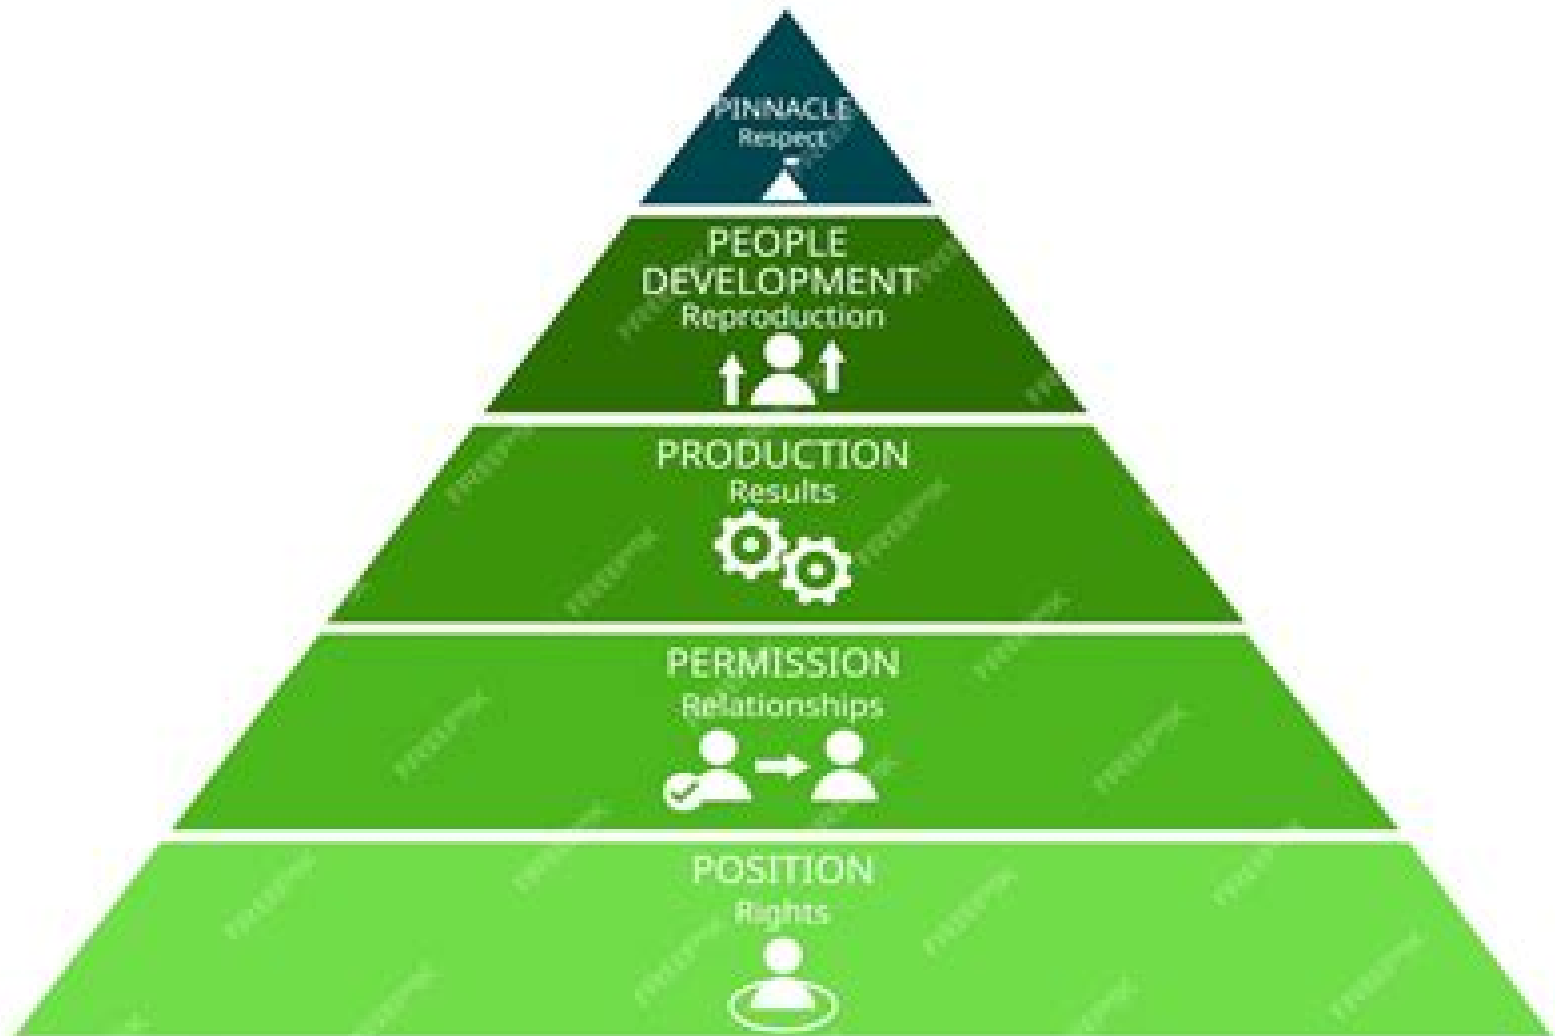 PINNACLE
Respect
PEOPLE
DEVELOPMENT
Reproduction
PRODUCTION
Results
PERMISSION
Relationships
POSITION
Rights